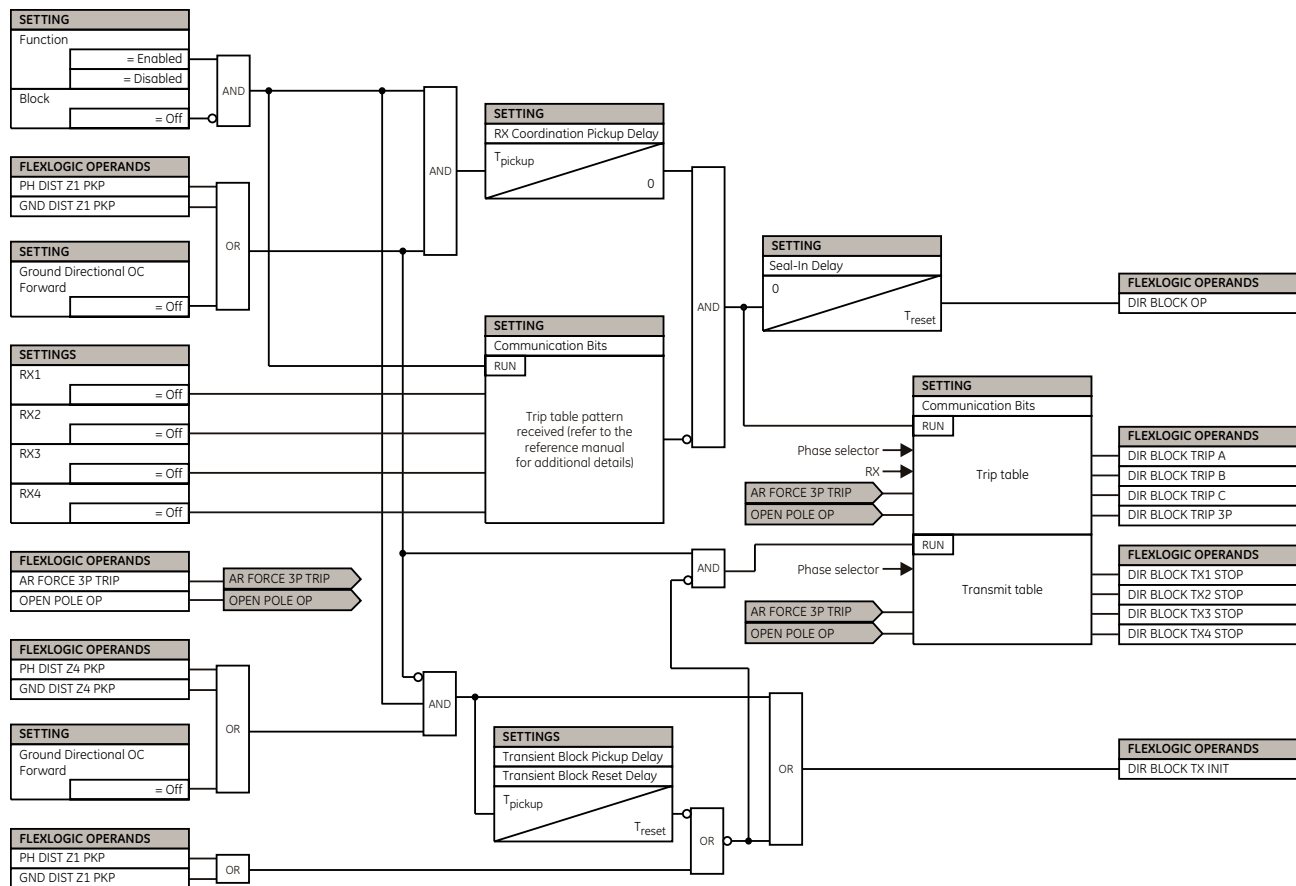 SETTING
Function
= Enabled
= Disabled
Block
= Off
AND
FLEXLOGIC OPERANDS
PH DIST Z1 PKP
GND DIST Z1 PKP
OR
SETTING
Ground Directional OC
Forward
= Off
AND
SETTING
RX Coordination Pickup Delay
Tpickup
0
AND
SETTING
Seal-In Delay
0
Treset
FLEXLOGIC OPERANDS
DIR BLOCK OP
SETTINGS
RX1
= Off
RX2
= Off
RX3
= Off
RX4
= Off
SETTING
Communication Bits
RUN
Trip table pattern
received (refer to the
reference manual
for additional details)
SETTING
Communication Bits
RUN
Phase selector
RX
AR FORCE 3P TRIP
OPEN POLE OP
Trip table
FLEXLOGIC OPERANDS
DIR BLOCK TRIP A
DIR BLOCK TRIP B
DIR BLOCK TRIP C
DIR BLOCK TRIP 3P
FLEXLOGIC OPERANDS
AR FORCE 3P TRIP
OPEN POLE OP
AR FORCE 3P TRIP
OPEN POLE OP
AND
RUN
Phase selector
AR FORCE 3P TRIP
OPEN POLE OP
Transmit table
FLEXLOGIC OPERANDS
DIR BLOCK TX1 STOP
DIR BLOCK TX2 STOP
DIR BLOCK TX3 STOP
DIR BLOCK TX4 STOP
FLEXLOGIC OPERANDS
PH DIST Z4 PKP
GND DIST Z4 PKP
OR
SETTING
Ground Directional OC
Forward
= Off
AND
SETTINGS
Transient Block Pickup Delay
Transient Block Reset Delay
Tpickup
Treset
OR
OR
FLEXLOGIC OPERANDS
DIR BLOCK TX INIT
FLEXLOGIC OPERANDS
PH DIST Z1 PKP
GND DIST Z1 PKP
OR